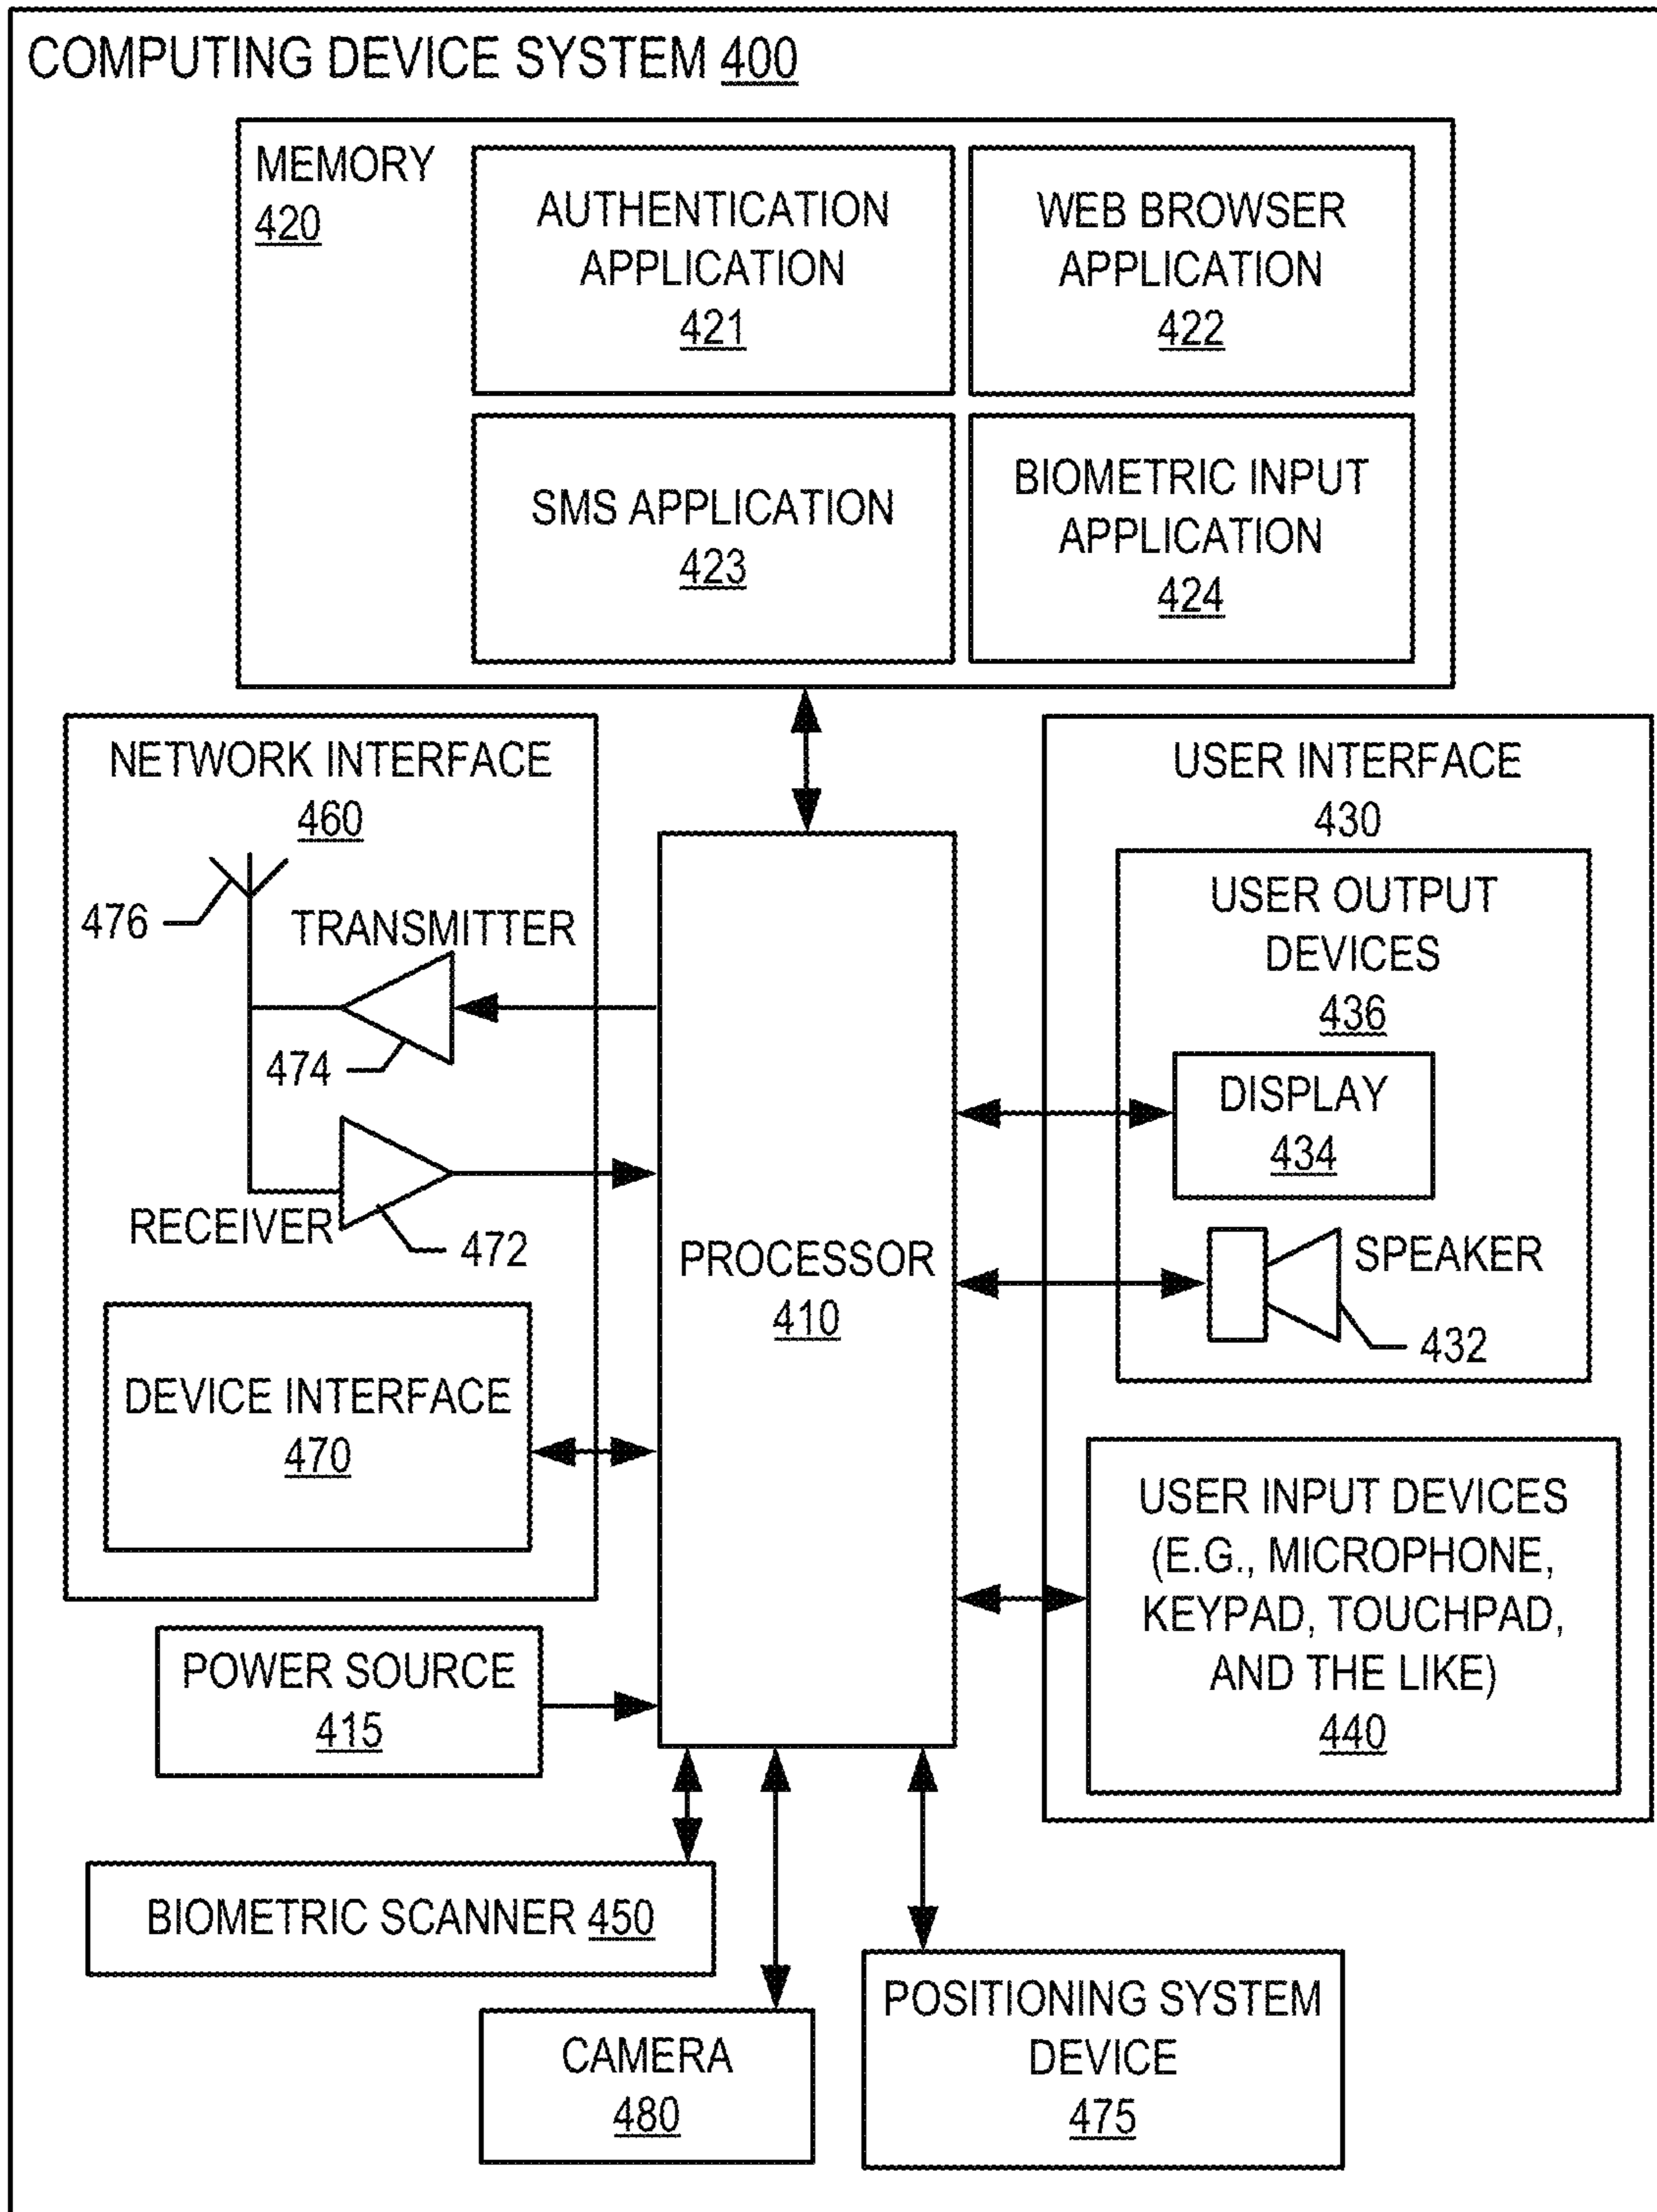 COMPUTING DEVICE SYSTEM 400
MEMORY
420
AUTHENTICATION
APPLICATION
421
WEB BROWSER
APPLICATION
422
SMS APPLICATION
423
BIOMETRIC INPUT
APPLICATION
424
NETWORK INTERFACE
460
476
TRANSMITTER
474
RECEIVER
472
DEVICE INTERFACE
470
PROCESSOR
410
USER INTERFACE
430
USER OUTPUT
DEVICES
436
DISPLAY
434
SPEAKER
432
USER INPUT DEVICES
(E.G., MICROPHONE,
KEYPAD, TOUCHPAD,
AND THE LIKE)
440
POWER SOURCE
415
BIOMETRIC SCANNER 450
CAMERA
480
POSITIONING SYSTEM
DEVICE
475